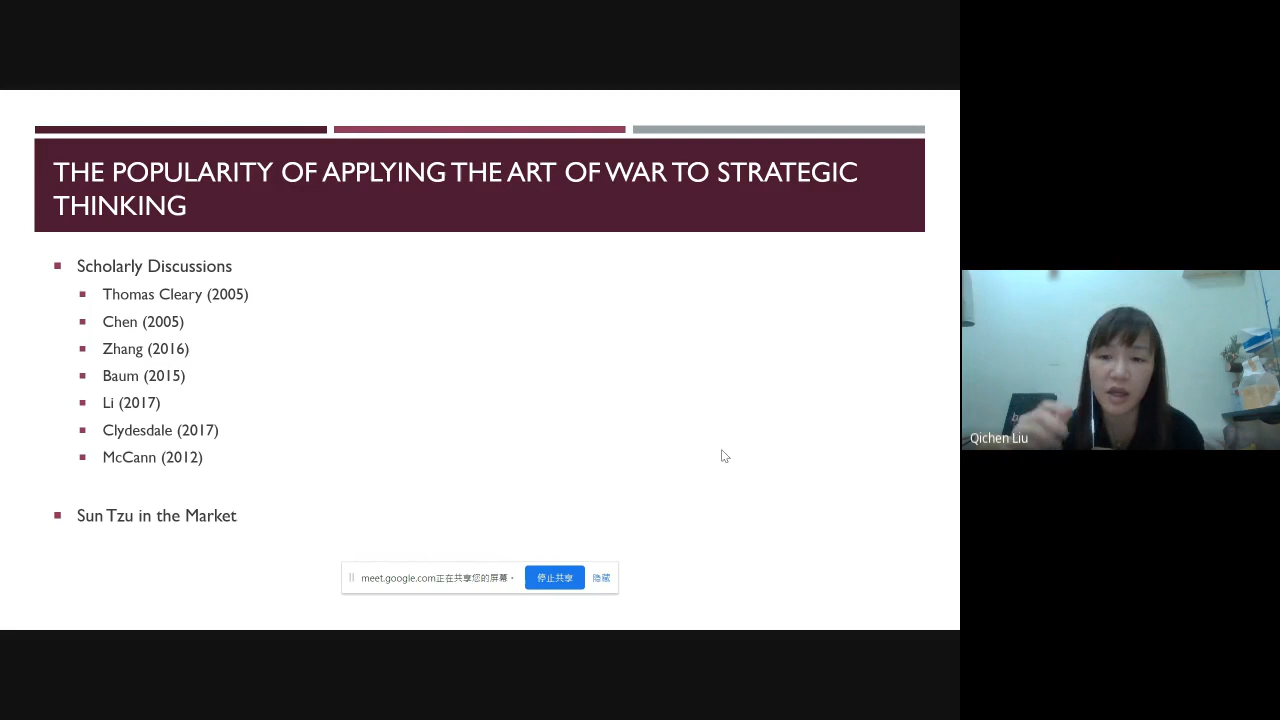 THE POPULARITY OF APPLYING THE ART OF WAR TO STRATEGIC
THINKING
Scholarly Discussions
Thomas Cleary (2005)
Chen (2005)
Zhang (2016)
Baum (2015)
Li (2017)
Clydesdale (2017)
McCann (2012)
Sun Tzu in the Market
meet.google.com正在共享您的屏幕。
停止共享
隐藏
Qichen Liu